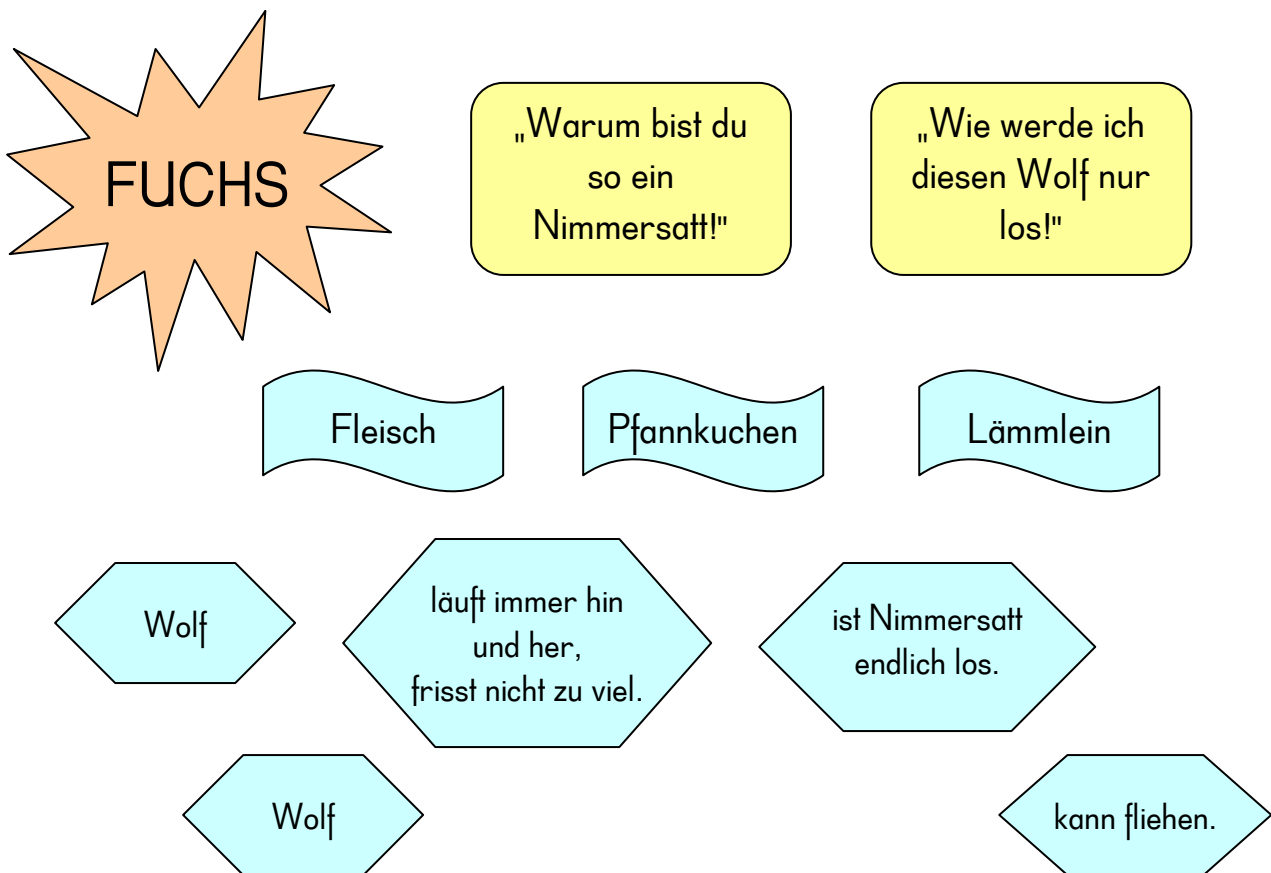 FUCHS
„Warum bist du
so ein
Nimmersatt!"
„Wie werde ich
diesen Wolf nur
los!"
Fleisch
Pfannkuchen
Lämmlein
Wolf
läuft immer hin
und her,
frisst nicht zu viel.
ist Nimmersatt
endlich los.
Wolf
kann fliehen.